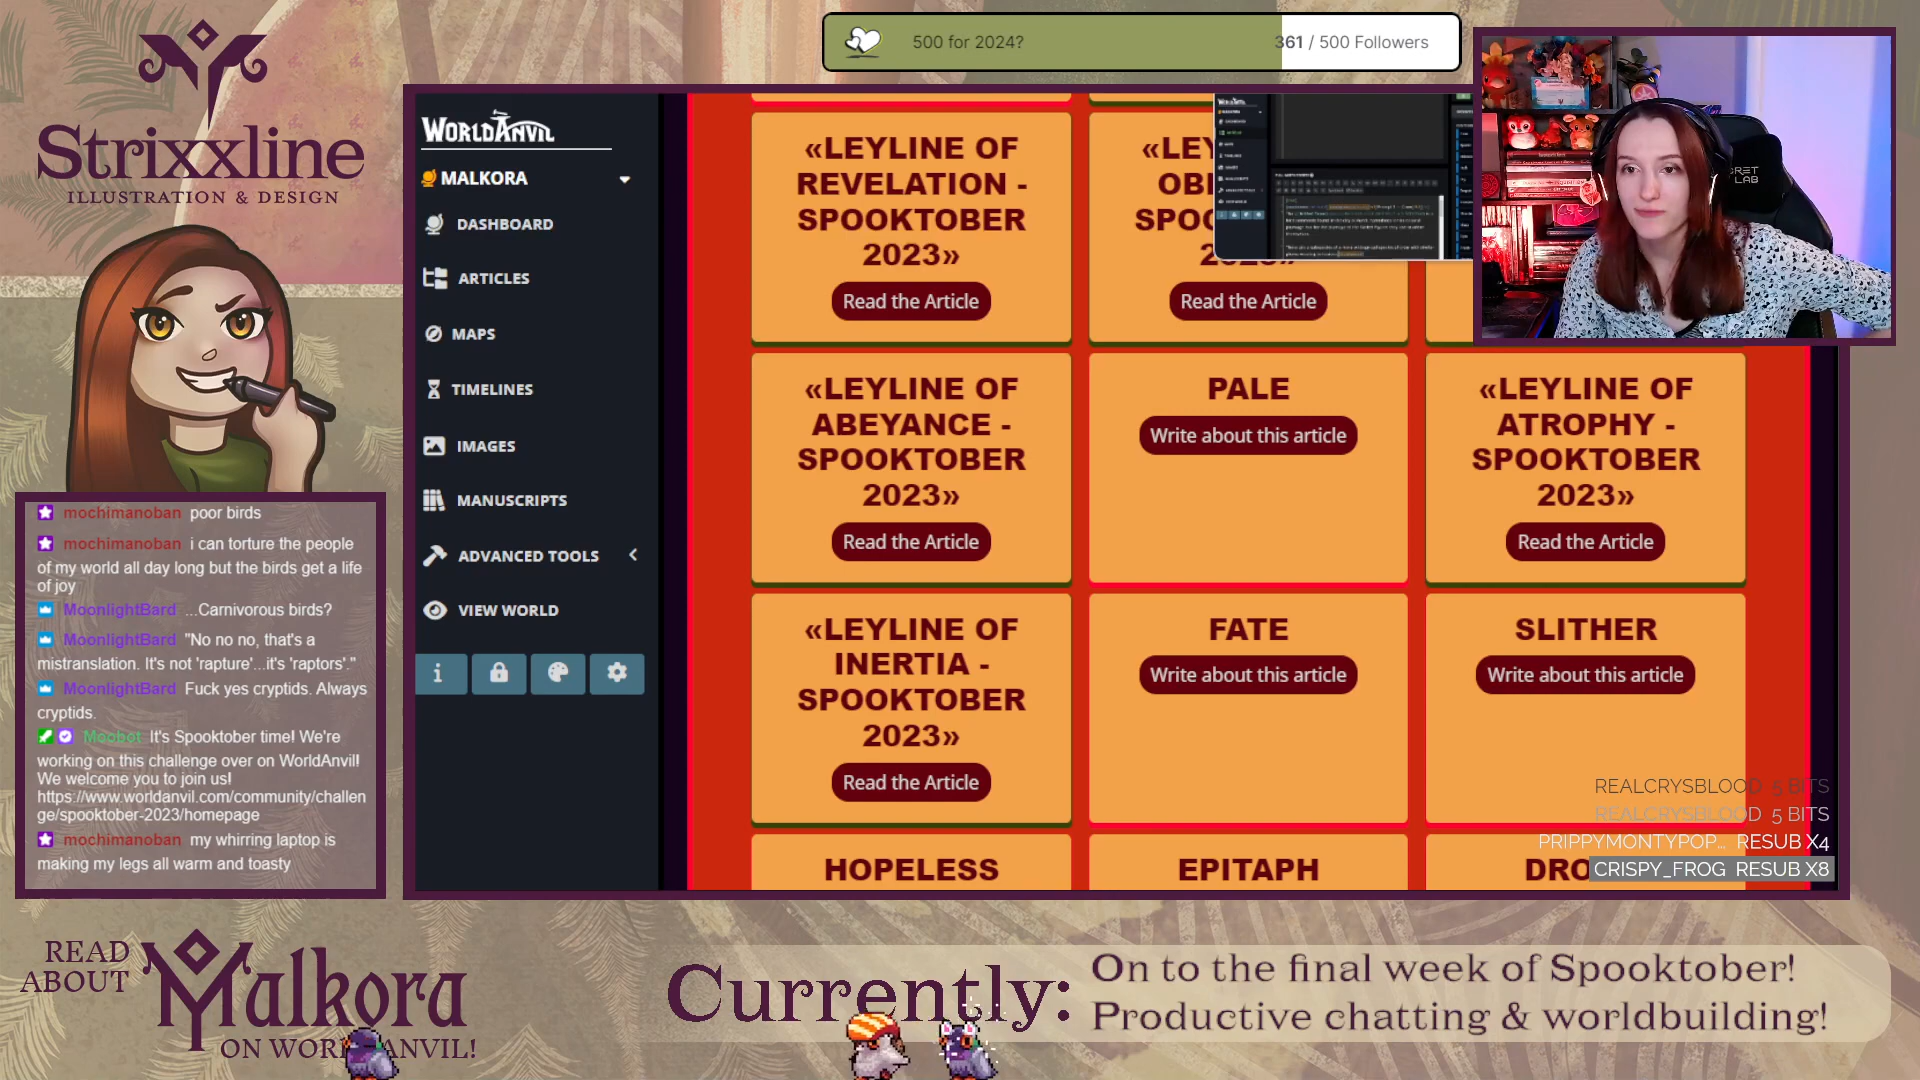 Strixxline
ILLUSTRATION & DESIGN
500 for 2024?
361 / 500 Followers
WORLDANVIL
MALKORA
DASHBOARD
ARTICLES
MAPS
TIMELINES
IMAGES
MANUSCRIPTS
ADVANCED TOOLS
VIEW WORLD
«LEYLINE OF
REVELATION -
SPOOKTOBER
2023»
Read the Article
«LEY
OB
SPOO
Read the Article
«LEYLINE OF
ABEYANCE -
SPOOKTOBER
2023»
Read the Article
PALE
Write about this article
«LEYLINE OF
ATROPHY -
SPOOKTOBER
2023»
Read the Article
«LEYLINE OF
INERTIA -
SPOOKTOBER
2023»
Read the Article
FATE
Write about this article
SLITHER
Write about this article
HOPELESS
EPITAPH
DRO
REALCRYSBLOOD 5 BITS
REALCRYSBLOOD 5 BITS
PRIPPYMONTYPOP... RESUB X4
CRISPY_FROG RESUB X8
RET
LAB
mochimanoban poor birds
mochimanoban i can torture the people
of my world all day long but the birds get a life
of joy
MoonlightBard ...Carnivorous birds?
MoonlightBard "No no no, that's a
mistranslation. It's not 'rapture'...it's 'raptors'."
MoonlightBard Fuck yes cryptids. Always
cryptids.
Moobot It's Spooktober time! We're
working on this challenge over on WorldAnvil!
We welcome you to join us!
https://www.worldanvil.com/community/challen
ge/spooktober-2023/homepage
mochimanoban my whirring laptop is
making my legs all warm and toasty
READ
ABOUT
Malkora
ON WORLDANVIL!
Currently:
On to the final week of Spooktober!
Productive chatting & worldbuilding!